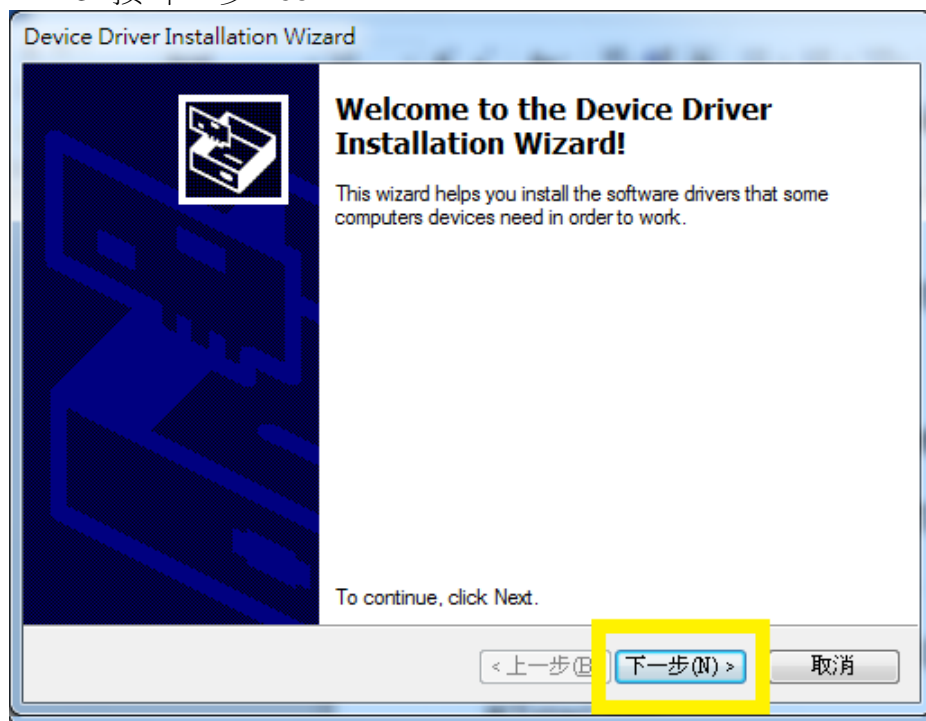 Device Driver Installation Wizard
Welcome to the Device Driver
Installation Wizard!
This wizard helps you install the software drivers that some
computers devices need in order to work.
To continue, click Next.
<上一步(B 下一步(N) > 取消